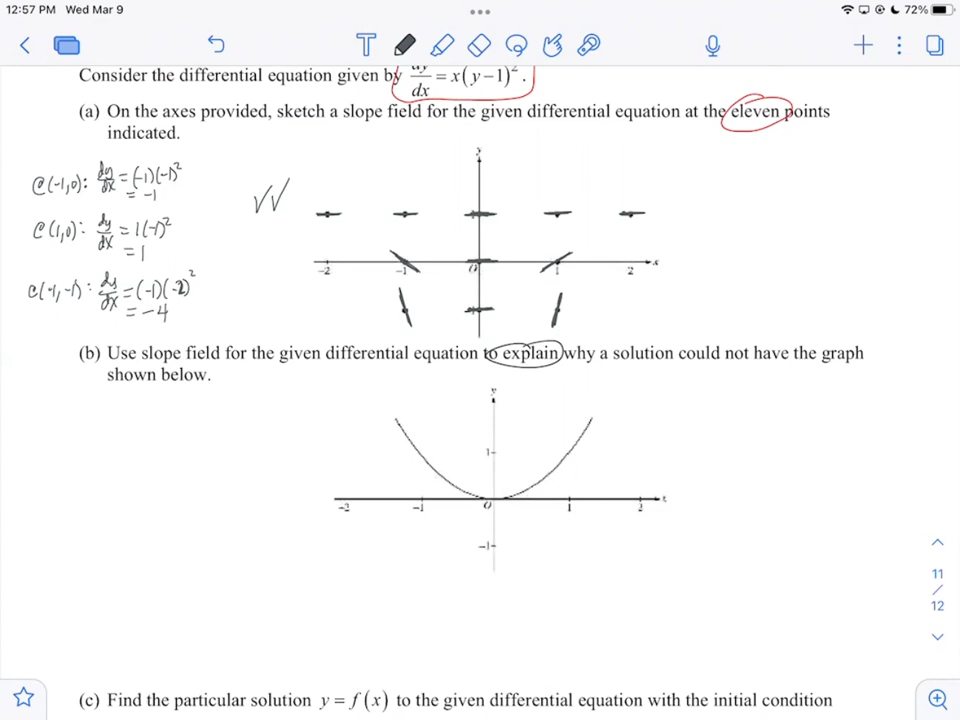 12:57 PM Wed Mar 9
72%
Consider the differential equation given by dy/dx = x(y−1)².
(a) On the axes provided, sketch a slope field for the given differential equation at the eleven points
indicated.
@(-1,0): dy/dx = (-1)(-1)²
= -1
@(1,0): dy/dx = 1(-1)²
= 1
@(-1,-1): dy/dx = (-1)(-2)²
= -4
y
x
-2
-1
O
1
2
(b) Use slope field for the given differential equation to explain why a solution could not have the graph
shown below.
y
1
x
-2
-1
O
1
2
-1
11
/
12
(c) Find the particular solution y = f(x) to the given differential equation with the initial condition